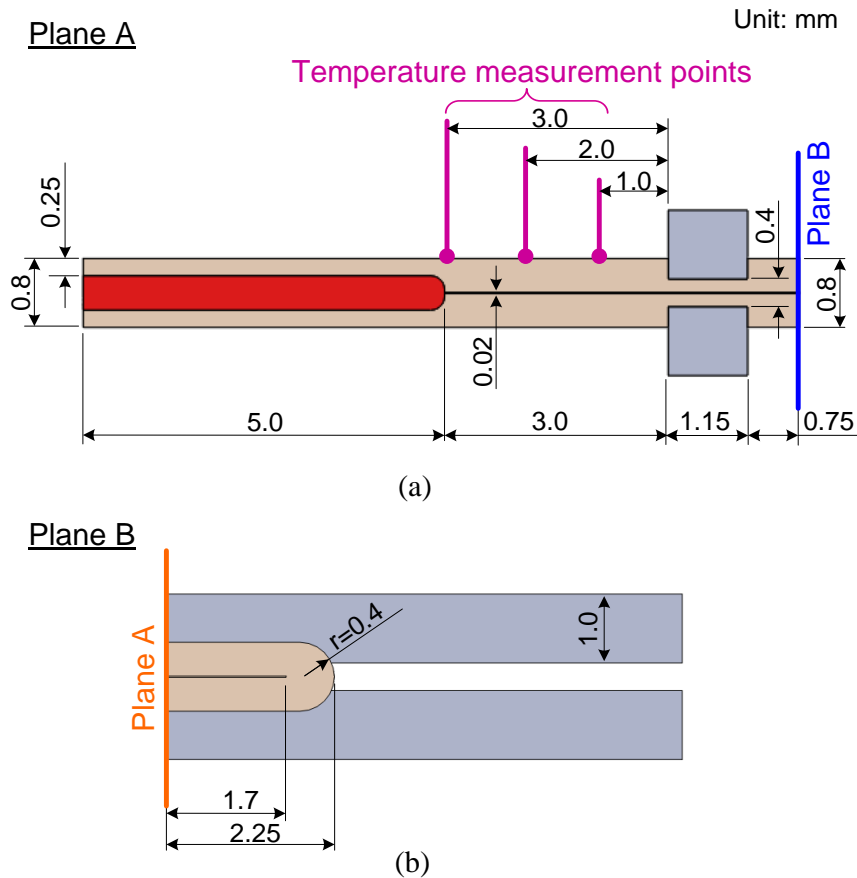 Plane A
Unit: mm
Temperature measurement points
3.0
2.0
1.0
0.25
0.8
0.02
0.4
0.8
Plane B
5.0
3.0
1.15
0.75
(a)
Plane B
Plane A
r=0.4
1.0
1.7
2.25
(b)